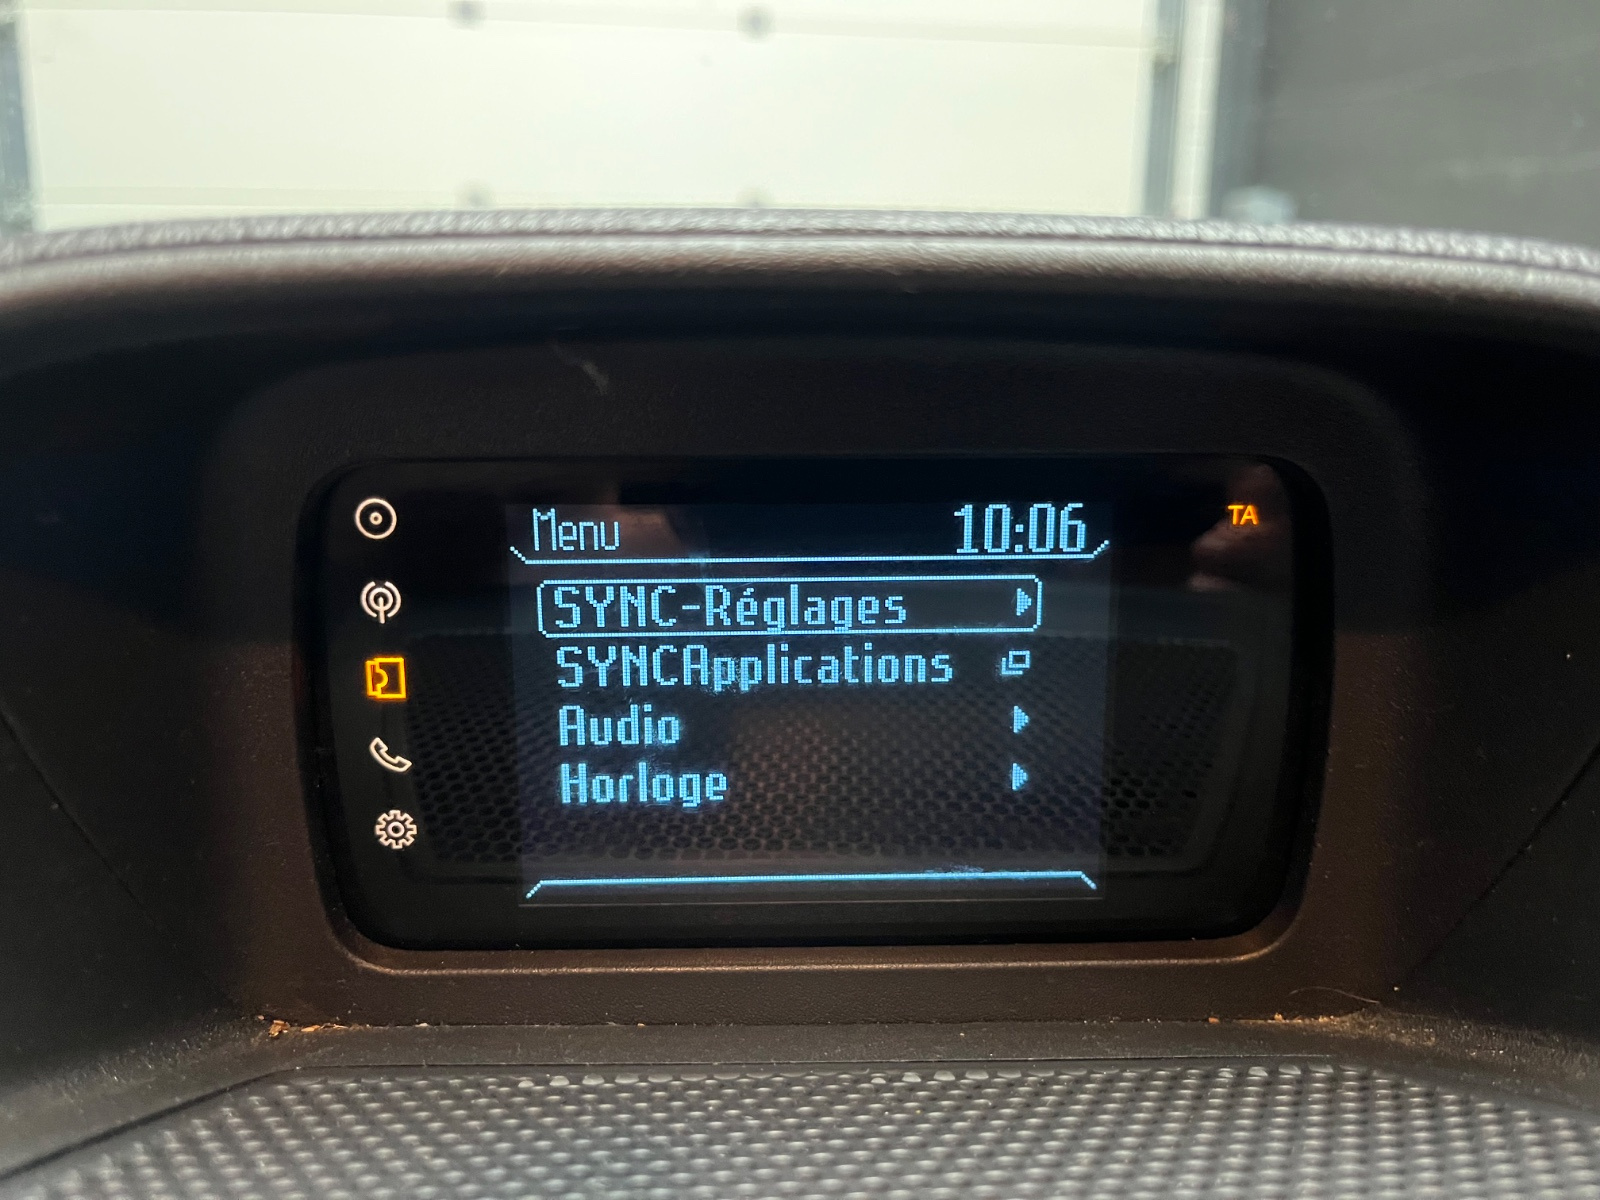 Menu 10:06 TA
SYNC-Réglages
SYNCApplications
Audio
Horloge